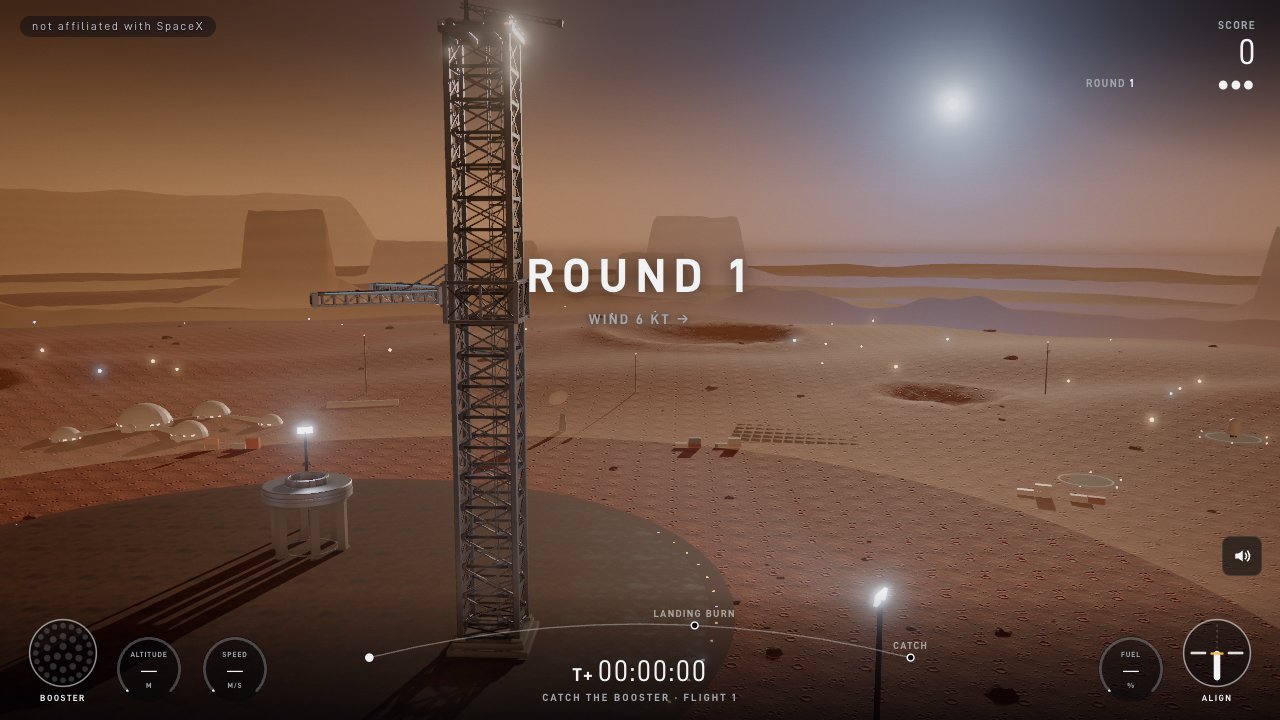 not affiliated with SpaceX
SCORE
0
ROUND 1
ROUND 1
WIND 6 KT →
LANDING BURN
CATCH
ALTITUDE
—
M
SPEED
—
M/S
BOOSTER
T+ 00:00:00
CATCH THE BOOSTER · FLIGHT 1
FUEL
—
%
ALIGN